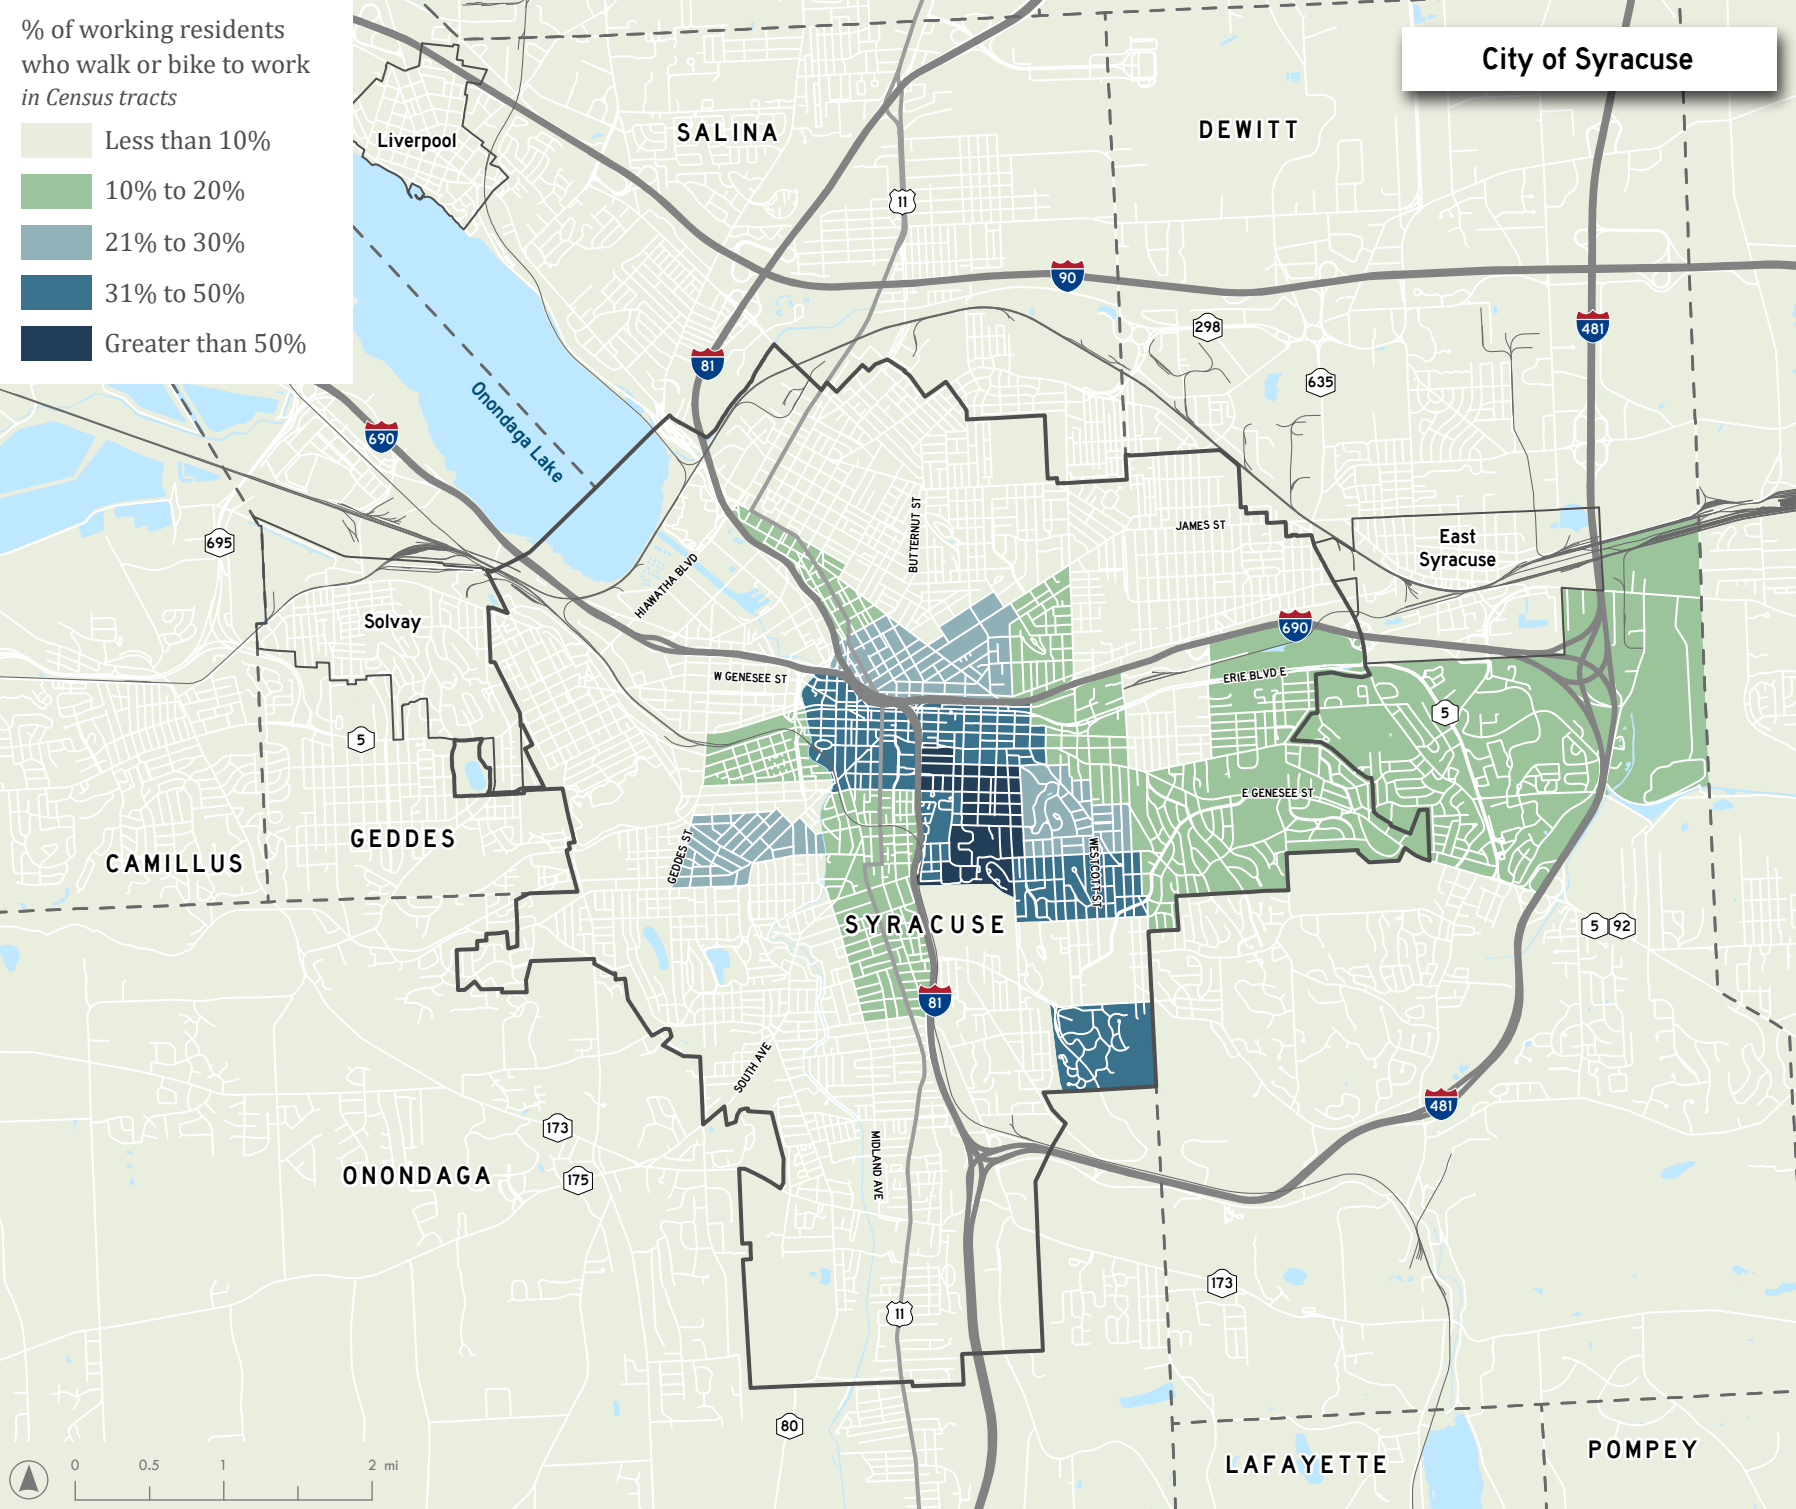 % of working residents
who walk or bike to work
in Census tracts
Less than 10%
10% to 20%
21% to 30%
31% to 50%
Greater than 50%
City of Syracuse
SALINA
DEWITT
Liverpool
11
90
298
481
81
635
Onondaga Lake
690
BUTTERNUT ST
JAMES ST
East
Syracuse
695
HIAWATHA BLVD
Solvay
690
W GENESEE ST
ERIE BLVD E
5
5
E GENESEE ST
GEDDES
CAMILLUS
GEDDES ST
WESTCOTT ST
SYRACUSE
5
92
81
SOUTH AVE
481
173
MIDLAND AVE
ONONDAGA
175
173
11
80
LAFAYETTE
POMPEY
0 0.5 1 2 mi